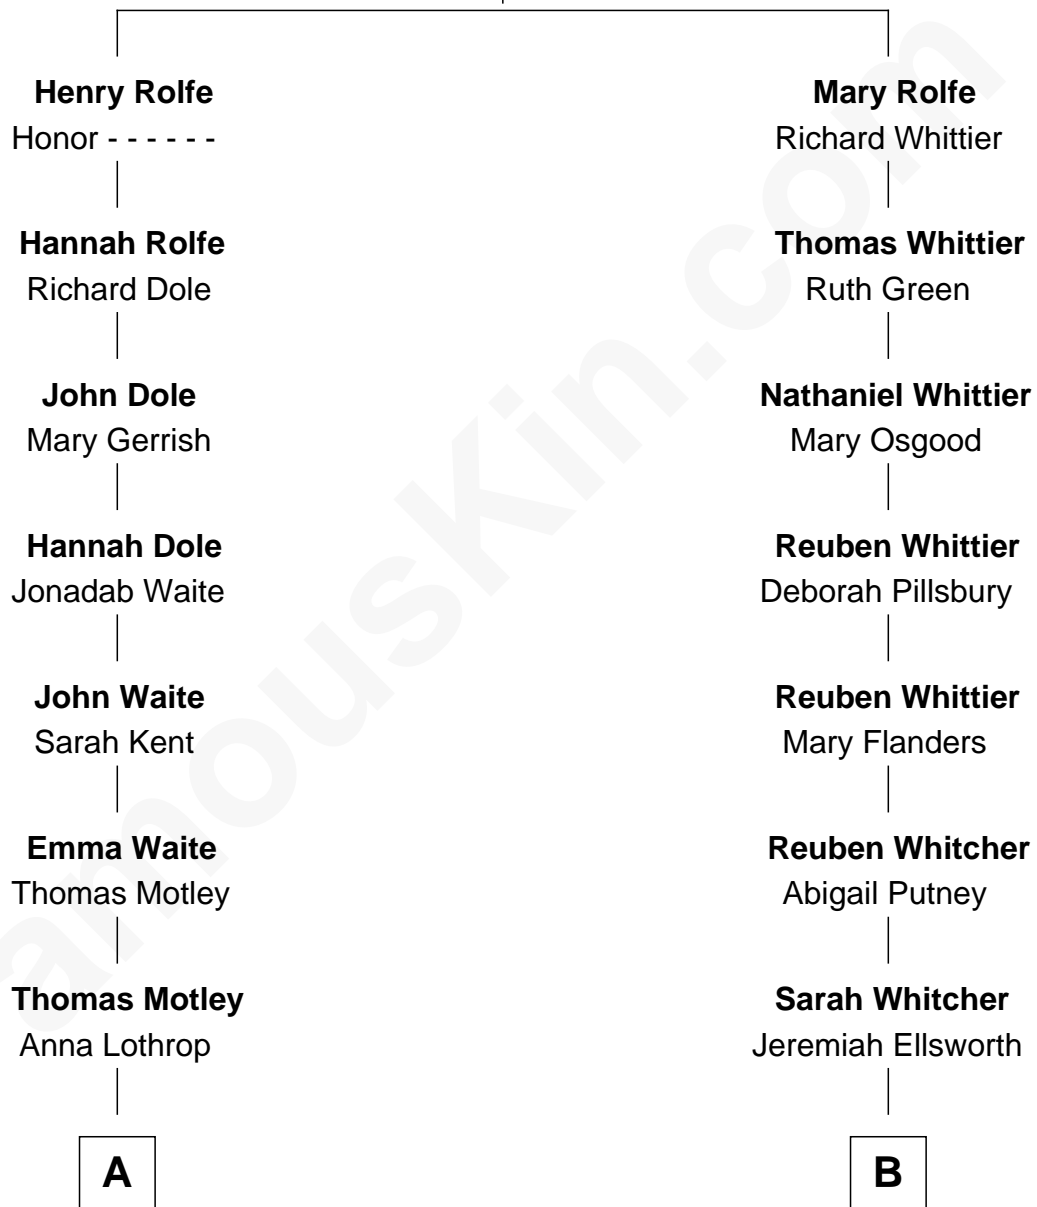 Henry Rolfe
Honor - - - - - -
Hannah Rolfe
Richard Dole
John Dole
Mary Gerrish
Hannah Dole
Jonadab Waite
John Waite
Sarah Kent
Emma Waite
Thomas Motley
Thomas Motley
Anna Lothrop
A
Mary Rolfe
Richard Whittier
Thomas Whittier
Ruth Green
Nathaniel Whittier
Mary Osgood
Reuben Whittier
Deborah Pillsbury
Reuben Whittier
Mary Flanders
Reuben Whitcher
Abigail Putney
Sarah Whitcher
Jeremiah Ellsworth
B
amouskin.com